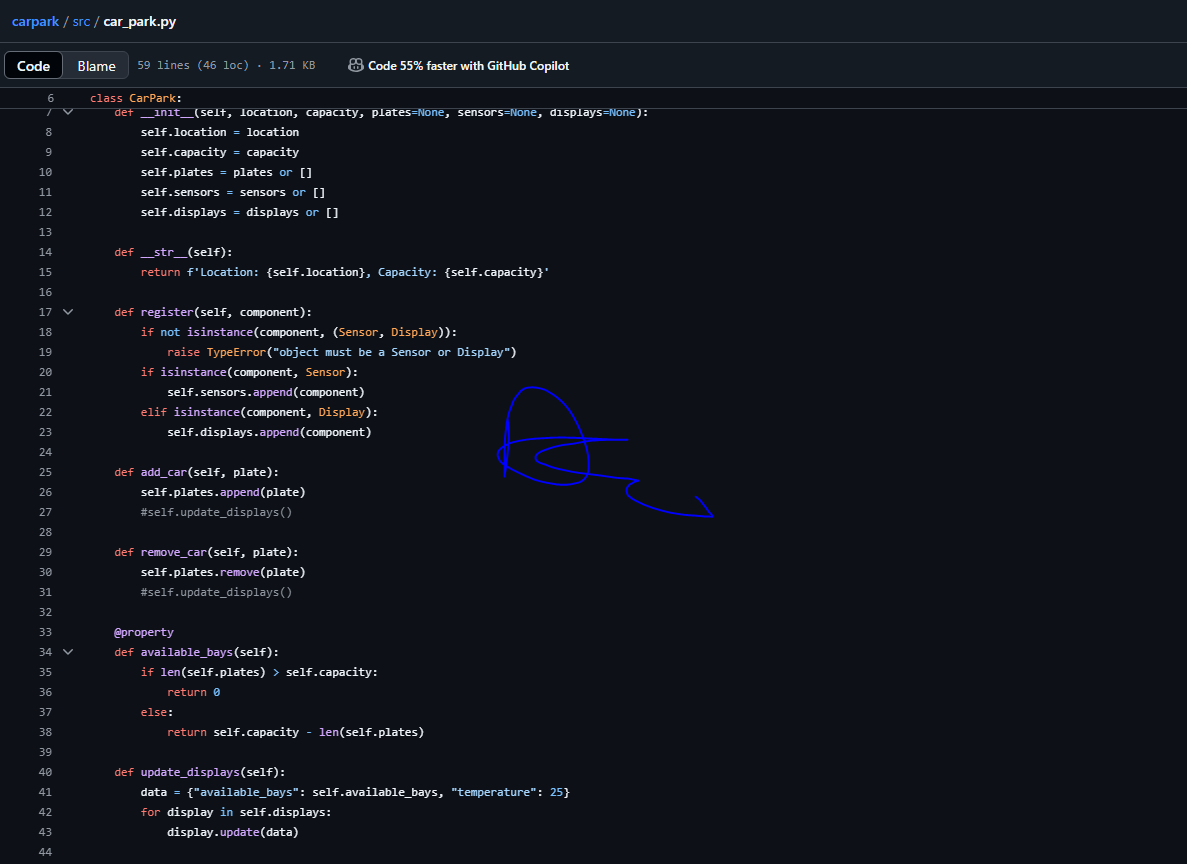 carpark / src / car_park.py
Code Blame 59 lines (46 loc) · 1.71 KB Code 55% faster with GitHub Copilot
6 class CarPark:
7 def __init__(self, location, capacity, plates=None, sensors=None, displays=None):
8 self.location = location
9 self.capacity = capacity
10 self.plates = plates or []
11 self.sensors = sensors or []
12 self.displays = displays or []
13
14 def __str__(self):
15 return f'Location: {self.location}, Capacity: {self.capacity}'
16
17 def register(self, component):
18 if not isinstance(component, (Sensor, Display)):
19 raise TypeError("object must be a Sensor or Display")
20 if isinstance(component, Sensor):
21 self.sensors.append(component)
22 elif isinstance(component, Display):
23 self.displays.append(component)
24
25 def add_car(self, plate):
26 self.plates.append(plate)
27 #self.update_displays()
28
29 def remove_car(self, plate):
30 self.plates.remove(plate)
31 #self.update_displays()
32
33 @property
34 def available_bays(self):
35 if len(self.plates) > self.capacity:
36 return 0
37 else:
38 return self.capacity - len(self.plates)
39
40 def update_displays(self):
41 data = {"available_bays": self.available_bays, "temperature": 25}
42 for display in self.displays:
43 display.update(data)
44